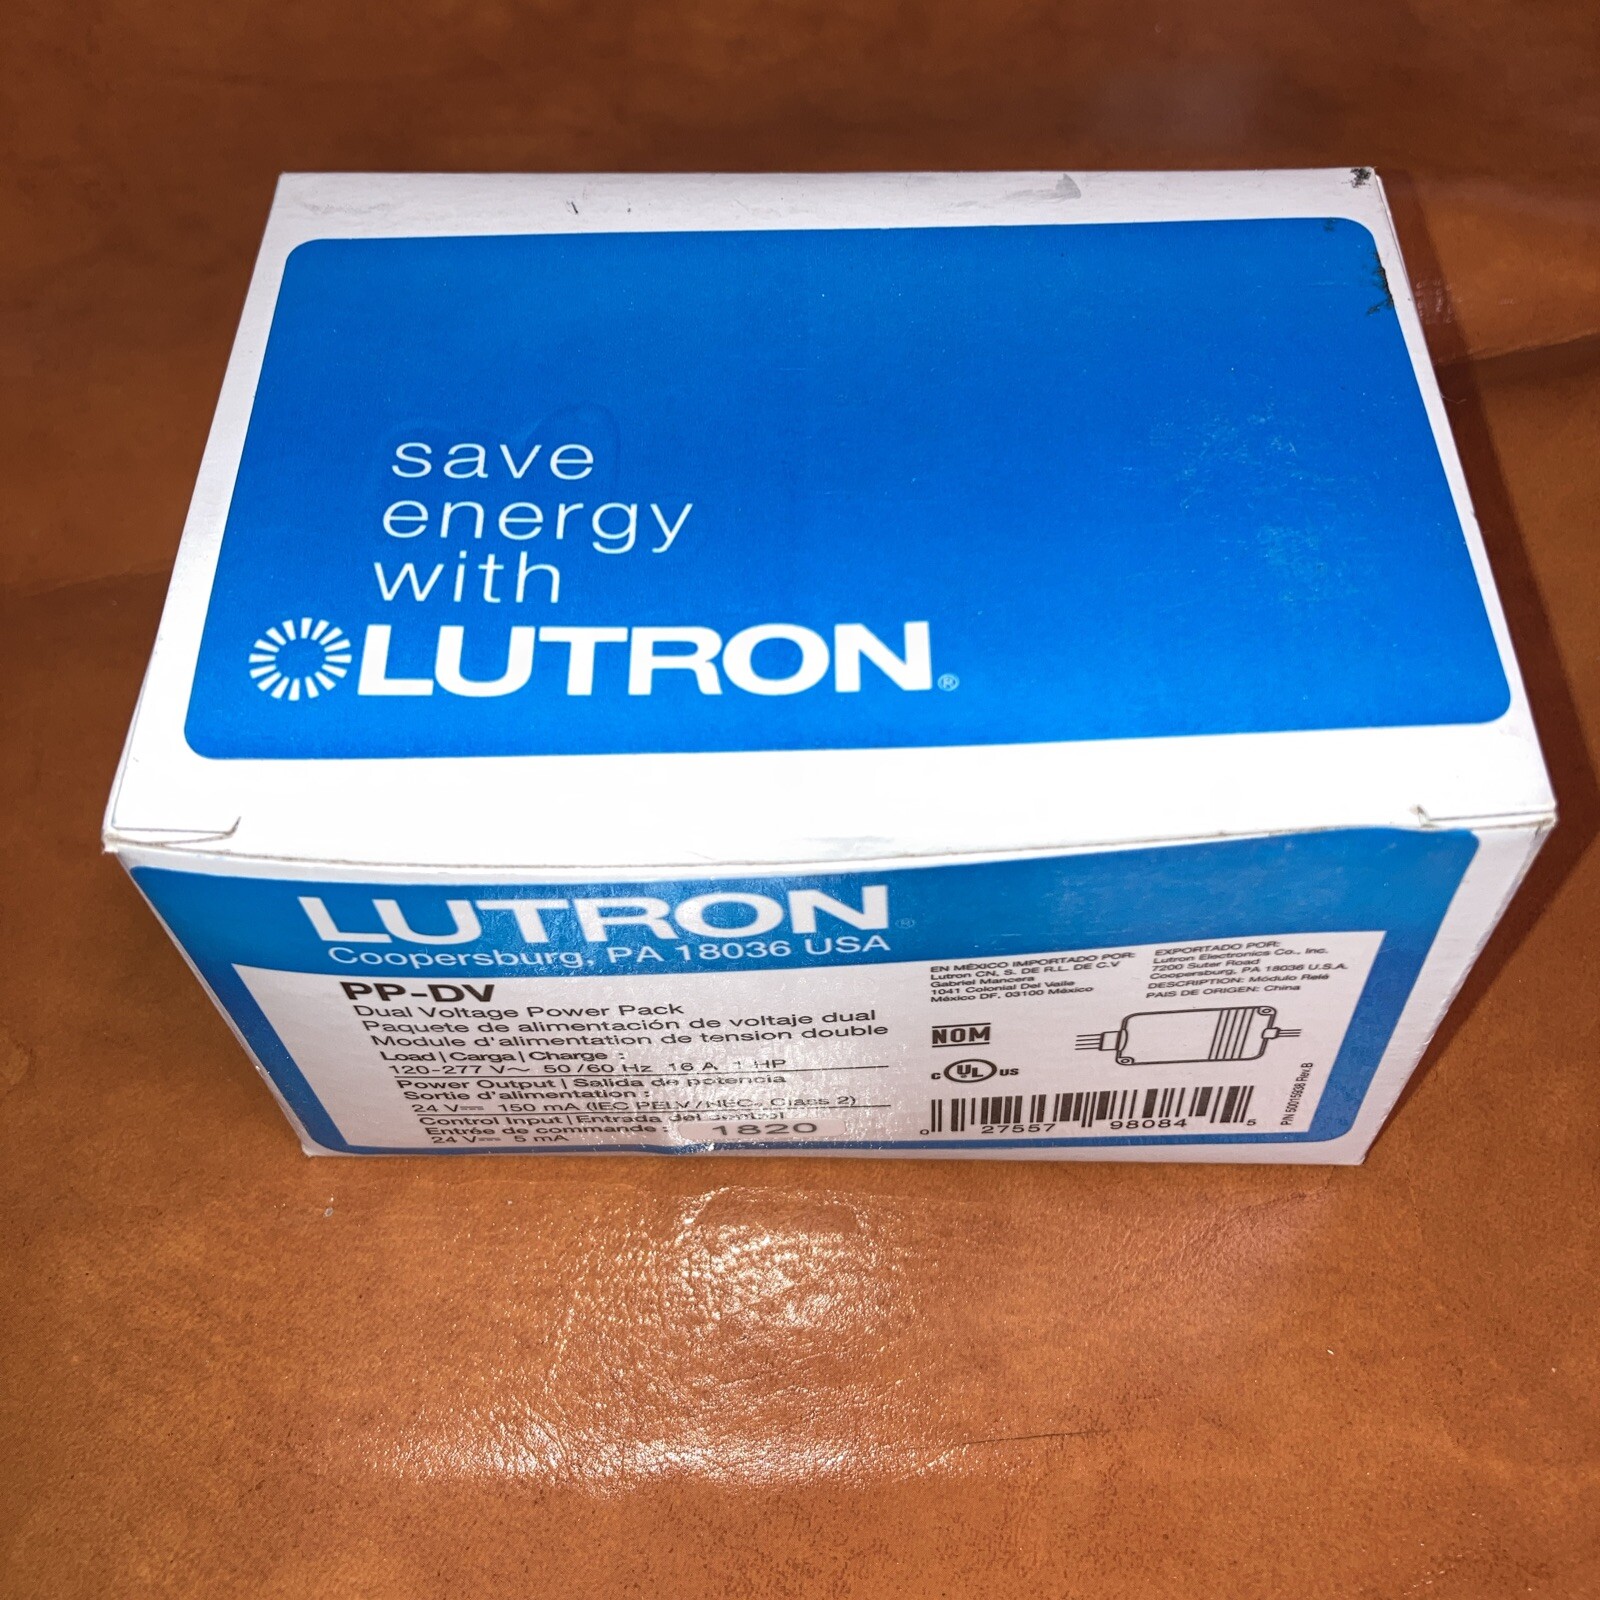 save
energy
with
LUTRON®
LUTRON®
Coopersburg, PA 18036 USA
PP-DV
Dual Voltage Power Pack
Paquete de alimentación de voltaje dual
Module d'alimentation de tension double
Load | Carga | Charge :
120-277 V~ 50/60 Hz 16 A 1 HP
Power Output | Salida de potencia
Sortie d'alimentation :
24 V⎓ 150 mA (IEC PELV/NEC® Class 2)
Control Input | Entrada del control
Entrée de commande :
24 V⎓ 5 mA
1820
EN MÉXICO IMPORTADO POR:
Lutron CN, S. DE R.L. DE C.V
Gabriel Mancera
1041 Colonial Del Valle
México DF, 03100 México
EXPORTADO POR:
Lutron Electronics Co., Inc.
7200 Suter Road
Coopersburg, PA 18036 U.S.A.
DESCRIPTION: Módulo Relé
PAIS DE ORIGEN: China
NOM
c UL US
0 27557 98084 5
P/N 50015838 Rev.B